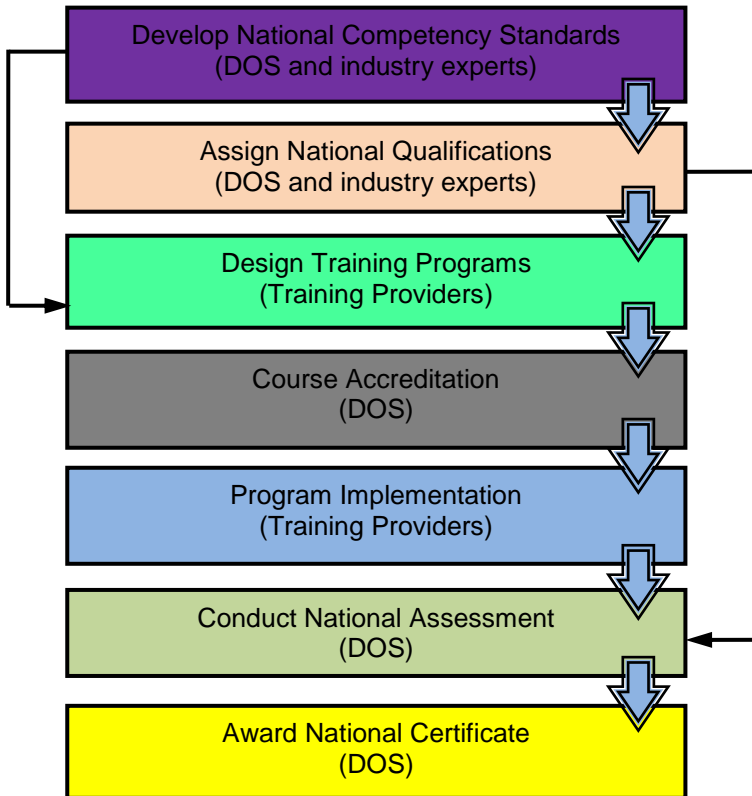 Develop National Competency Standards
(DOS and industry experts)
Assign National Qualifications
(DOS and industry experts)
Design Training Programs
(Training Providers)
Course Accreditation
(DOS)
Program Implementation
(Training Providers)
Conduct National Assessment
(DOS)
Award National Certificate
(DOS)